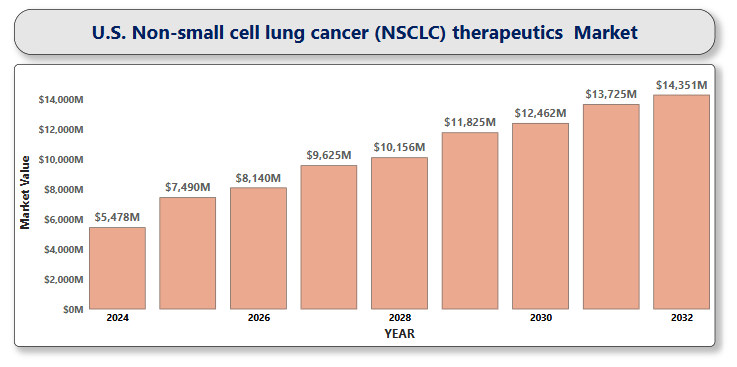 U.S. Non-small cell lung cancer (NSCLC) therapeutics Market
$14,000M
$12,000M
$10,000M
$8,000M
$6,000M
$4,000M
$2,000M
$0M
Market Value
$5,478M
$7,490M
$8,140M
$9,625M
$10,156M
$11,825M
$12,462M
$13,725M
$14,351M
2024
2026
2028
2030
2032
YEAR